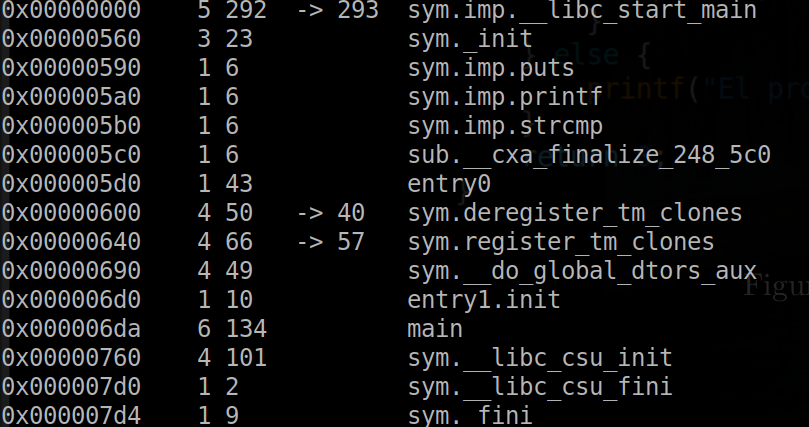 0x00000000 5 292 -> 293 sym.imp.__libc_start_main
0x00000560 3 23 sym._init
} else {
0x00000590 1 6 sym.imp.puts
0x000005a0 1 6 sym.imp.printf
printf("El pro
0x000005b0 1 6 sym.imp.strcmp
0x000005c0 1 6 sub.__cxa_finalize_248_5c0
0x000005d0 1 43 entry0
0x00000600 4 50 -> 40 sym.deregister_tm_clones
0x00000640 4 66 -> 57 sym.register_tm_clones
0x00000690 4 49 sym.__do_global_dtors_aux
Figu
0x000006d0 1 10 entry1.init
0x000006da 6 134 main
0x00000760 4 101 sym.__libc_csu_init
0x000007d0 1 2 sym.__libc_csu_fini
0x000007d4 1 9 sym._fini